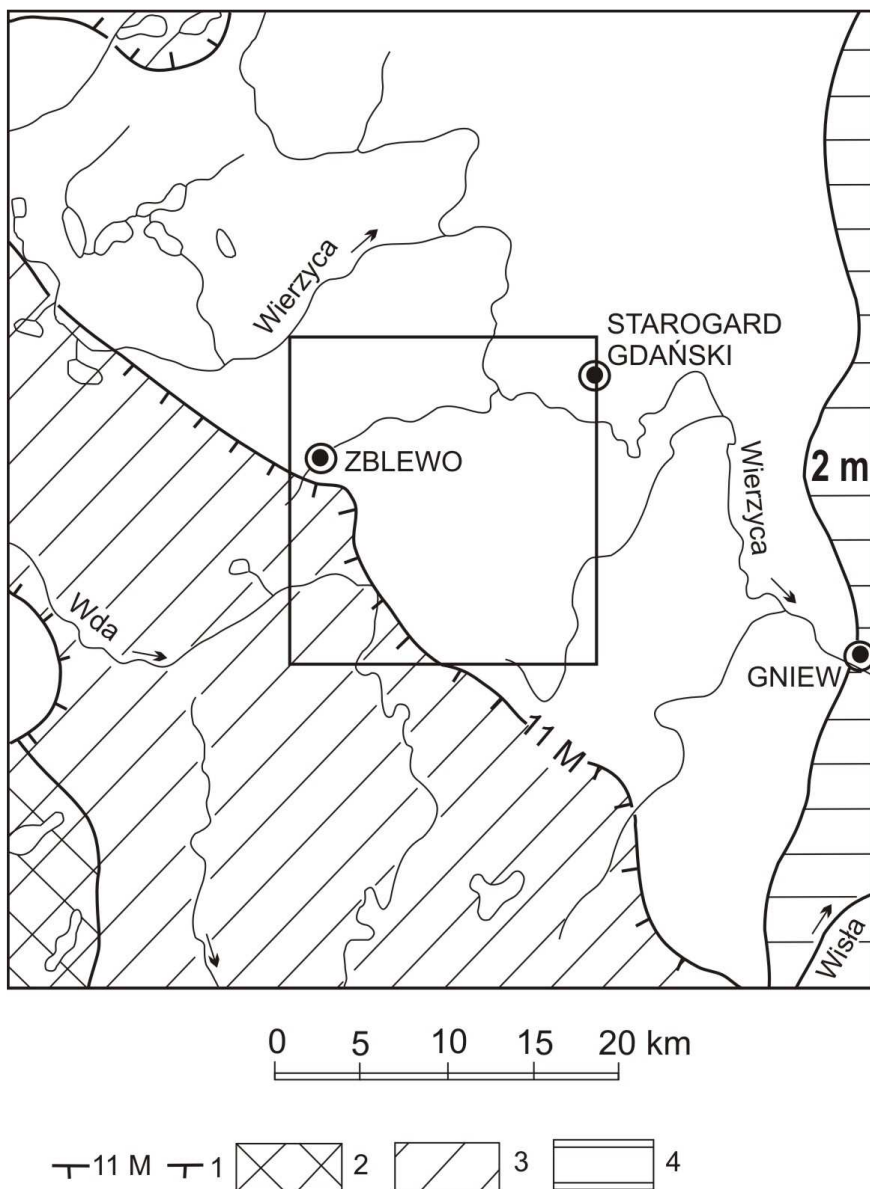 Wierzyca
STAROGARD
GDAŃSKI
ZBLEWO
2 m
Wierzyca
Wda
GNIEW
11 M
Wisła
0 5 10 15 20 km
11 M 1 2 3 4